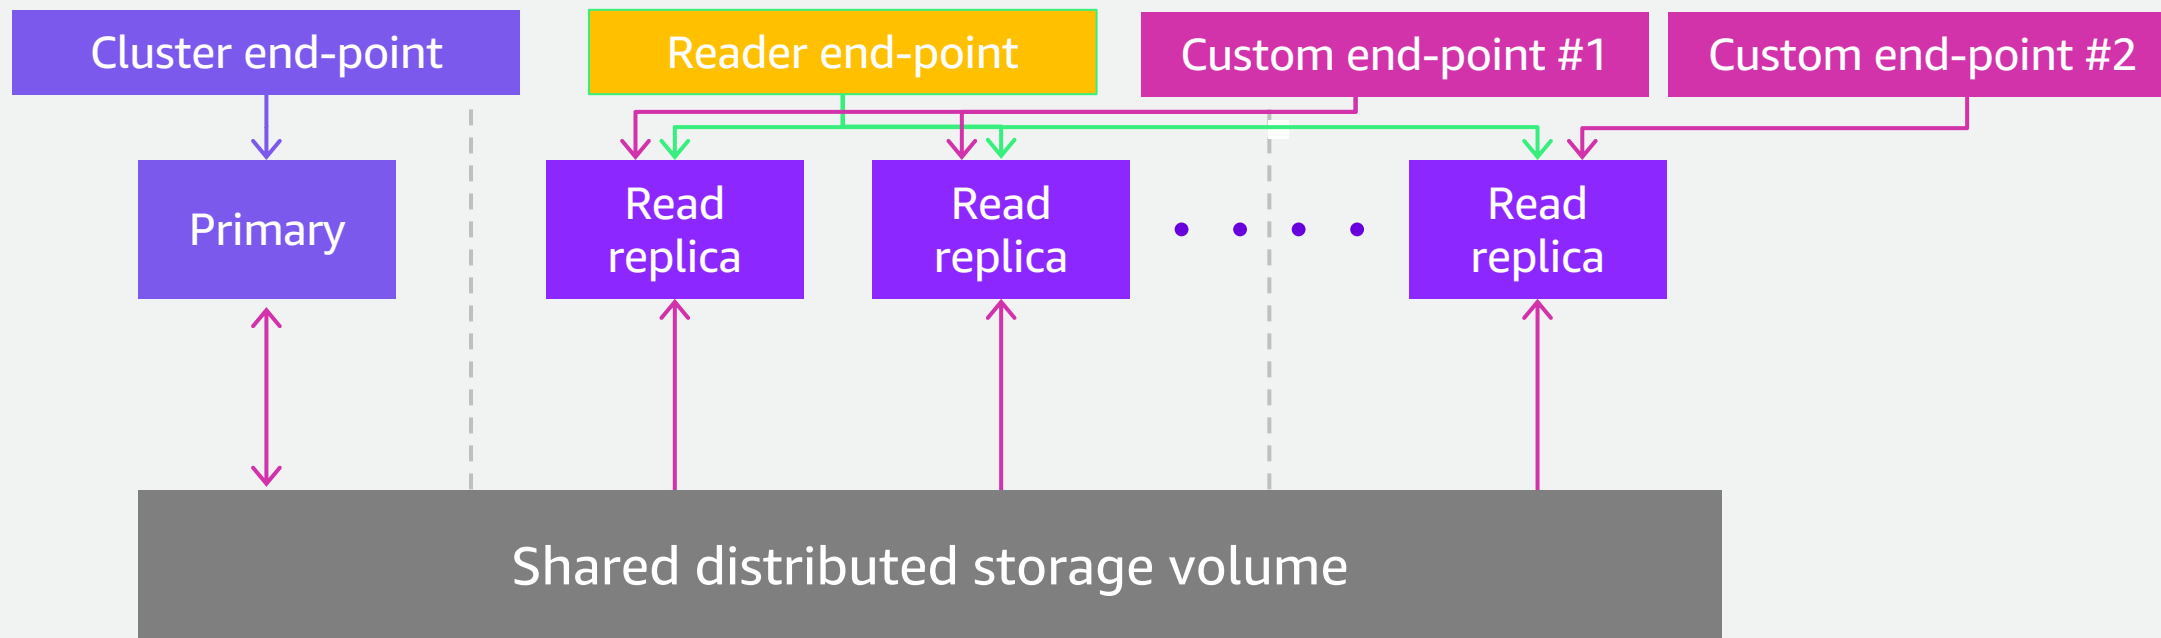 Cluster end-point
Reader end-point
Custom end-point #1
Custom end-point #2
Primary
Read
replica
Read
replica
Read
replica
Shared distributed storage volume